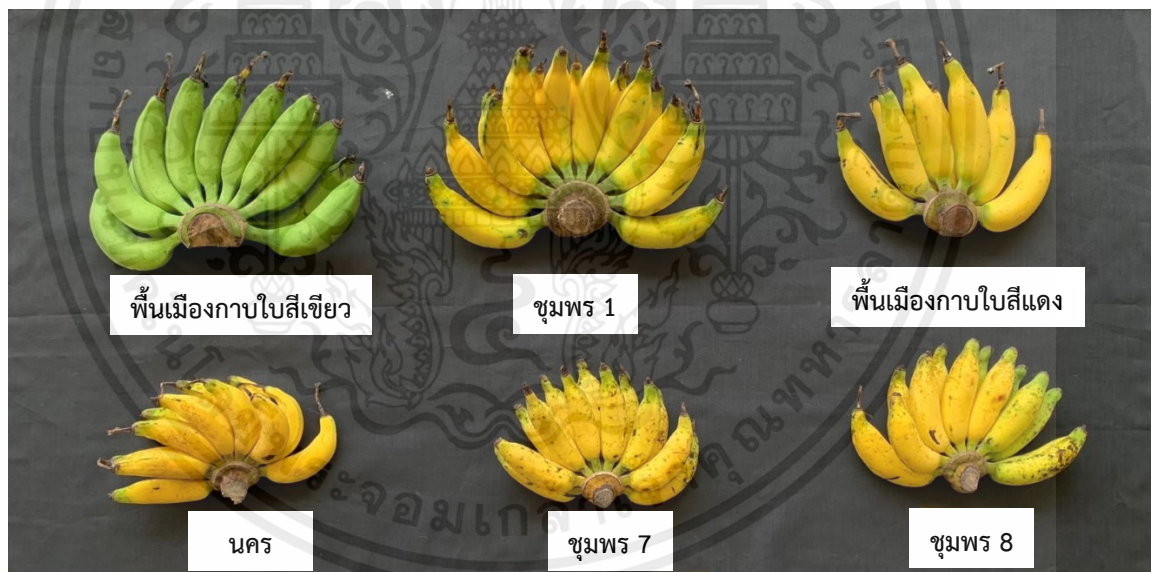 พื้นเมืองกาบใบสีเขียว
ชุมพร 1
พื้นเมืองกาบใบสีแดง
นคร
ชุมพร 7
ชุมพร 8